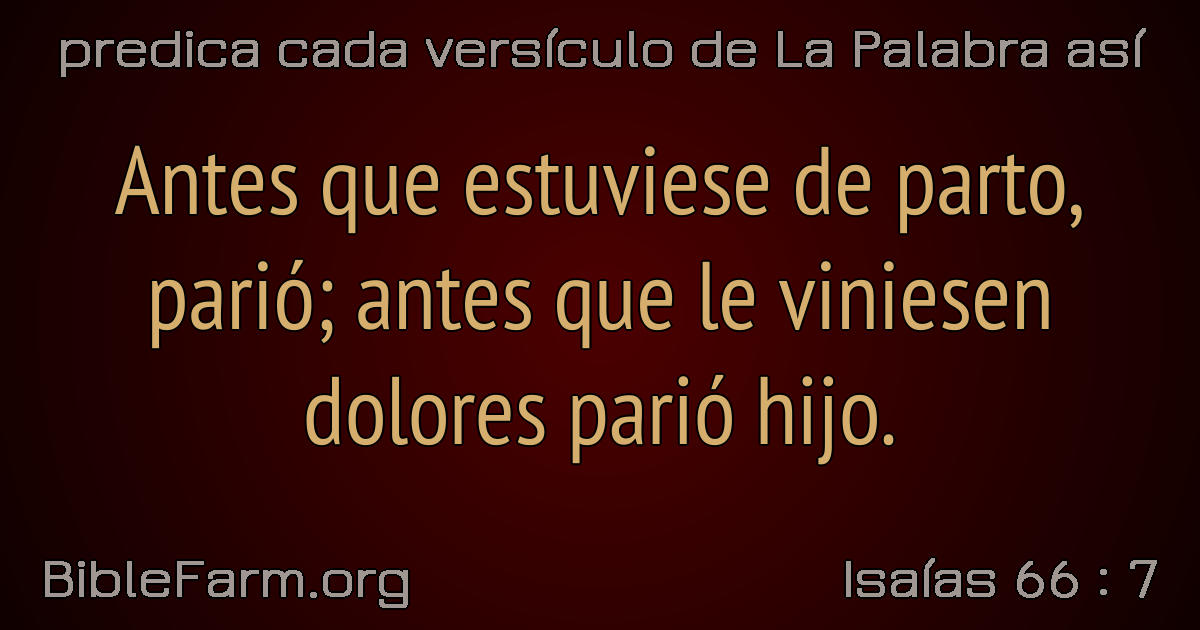 predica cada versículo de La Palabra así
Antes que estuviese de parto,
parió; antes que le viniesen
dolores parió hijo.
BibleFarm.org
Isaías 66 : 7